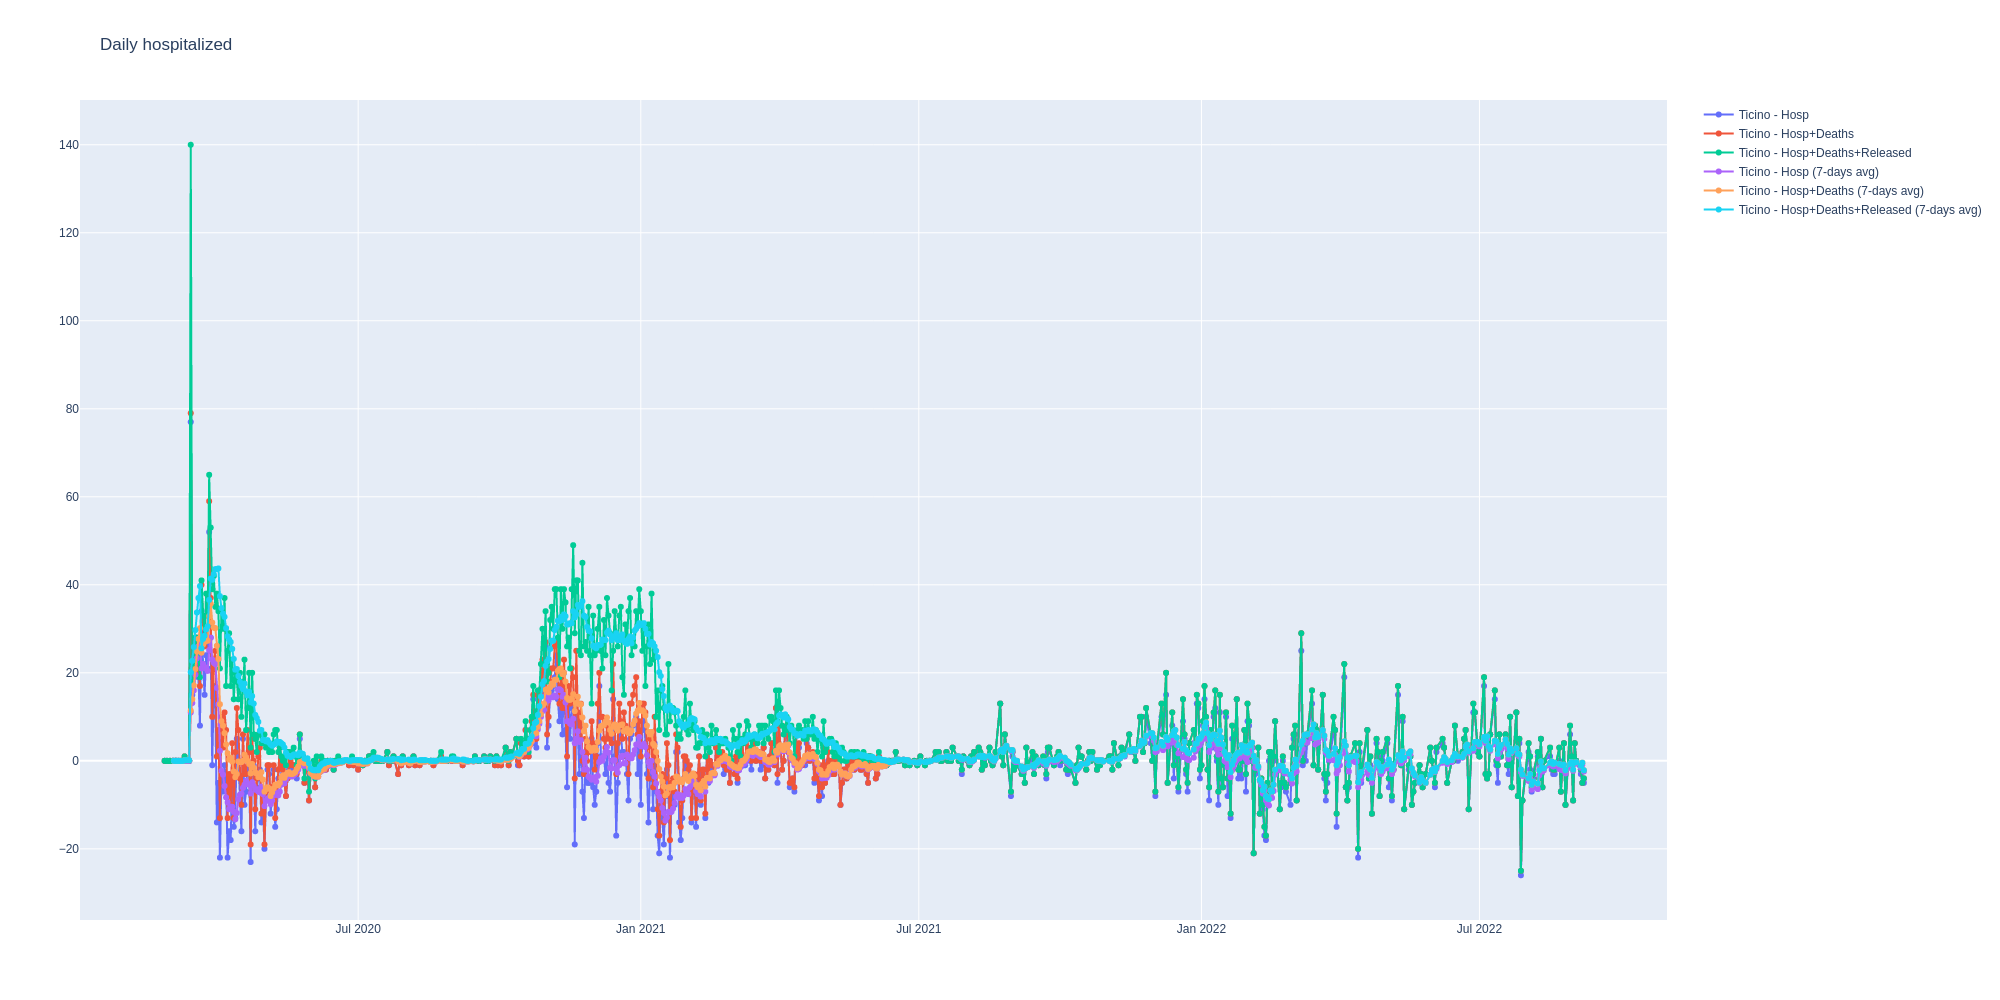 Daily hospitalized
140
120
100
80
60
40
20
0
−20
Jul 2020
Jan 2021
Jul 2021
Jan 2022
Jul 2022
Ticino - Hosp
Ticino - Hosp+Deaths
Ticino - Hosp+Deaths+Released
Ticino - Hosp (7-days avg)
Ticino - Hosp+Deaths (7-days avg)
Ticino - Hosp+Deaths+Released (7-days avg)